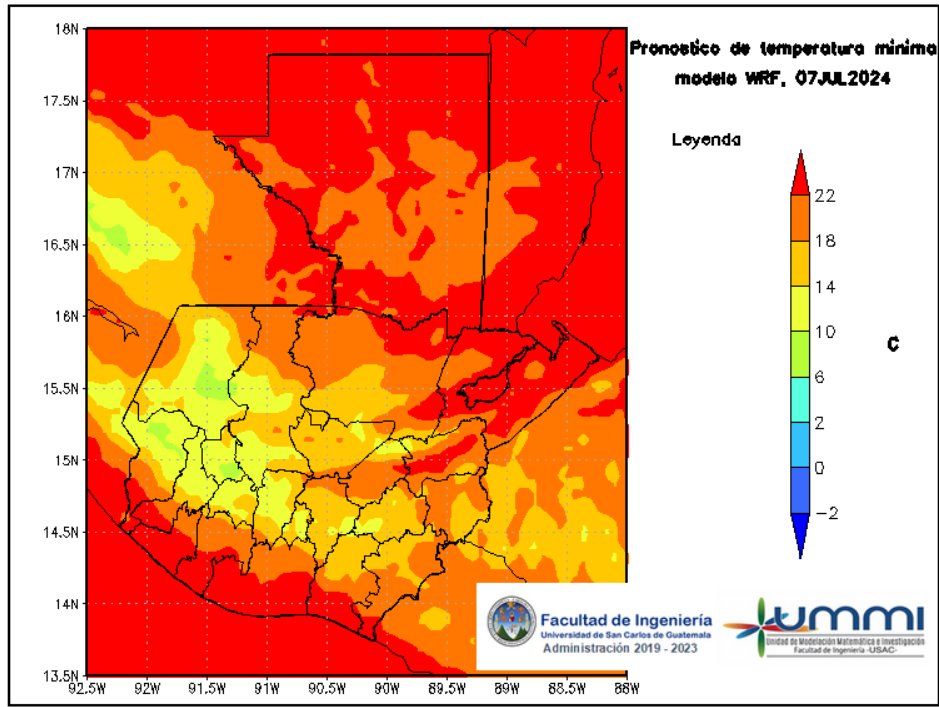 Pronostico de temperatura minima
modelo WRF, 07JUL2024
Leyenda
22
18
14
10
6
2
0
−2
C
18N
17.5N
17N
16.5N
16N
15.5N
15N
14.5N
14N
13.5N
92.5W 92W 91.5W 91W 90.5W 90W 89.5W 89W 88.5W 88W
Facultad de Ingeniería
Universidad de San Carlos de Guatemala
Administración 2019 - 2023
UMMI
Unidad de Modelación Matemática e Investigación
Facultad de Ingeniería -USAC-